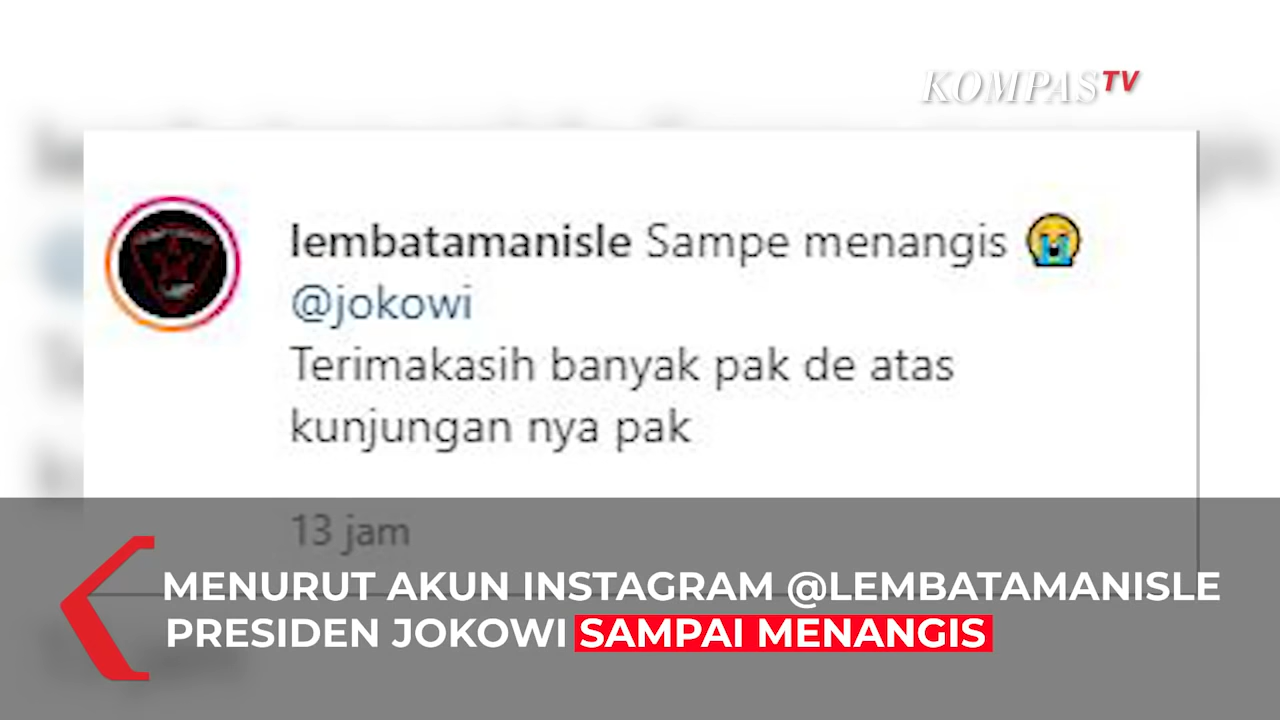 KOMPASTV
lembatamanisle Sampe menangis 😭
@jokowi
Terimakasih banyak pak de atas
kunjungan nya pak
13 jam
MENURUT AKUN INSTAGRAM @LEMBATAMANISLE
PRESIDEN JOKOWI SAMPAI MENANGIS